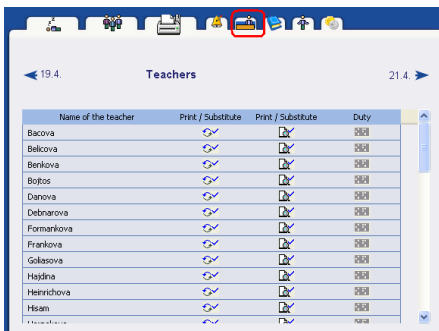 19.4. Teachers 21.4.
Name of the teacher Print / Substitute Print / Substitute Duty
Bacova
Belicova
Benkova
Bojtos
Danova
Debnarova
Formankova
Frankova
Goliasova
Hajdina
Heinrichova
Hisam